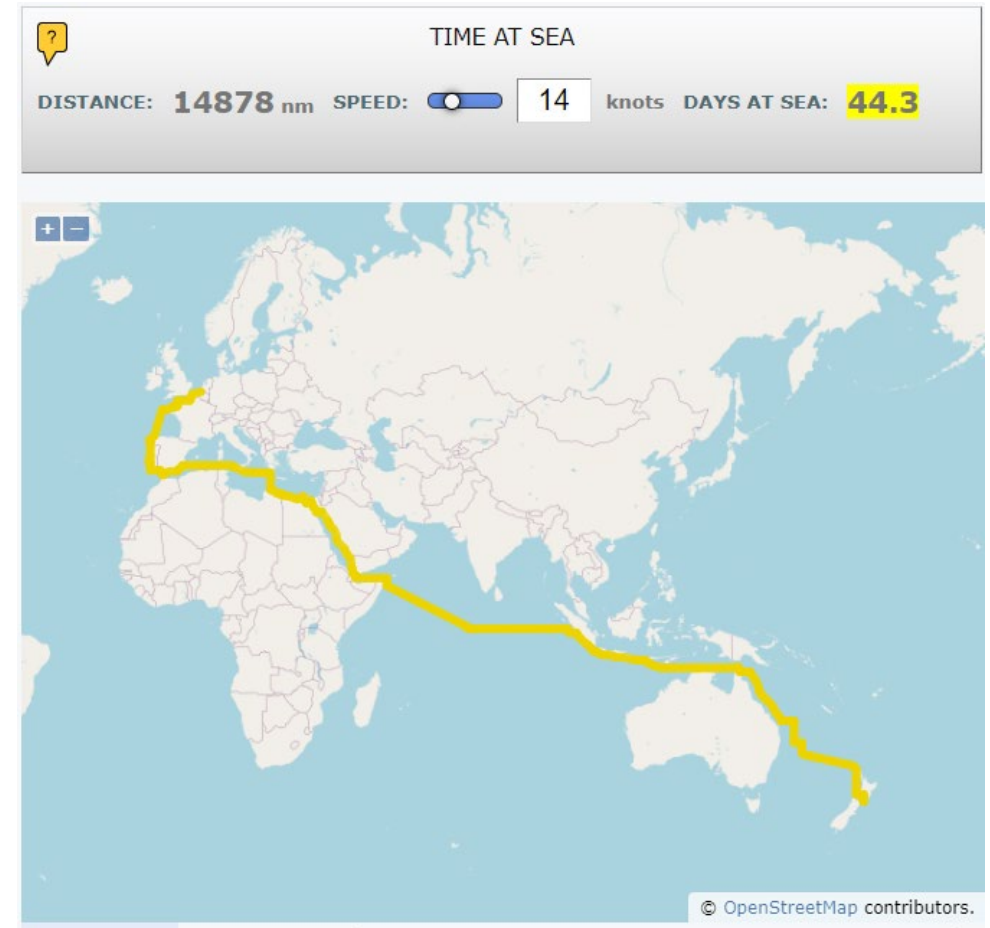 ?
TIME AT SEA
DISTANCE: 14878 nm SPEED: 14 knots DAYS AT SEA: 44.3
+ −
© OpenStreetMap contributors.